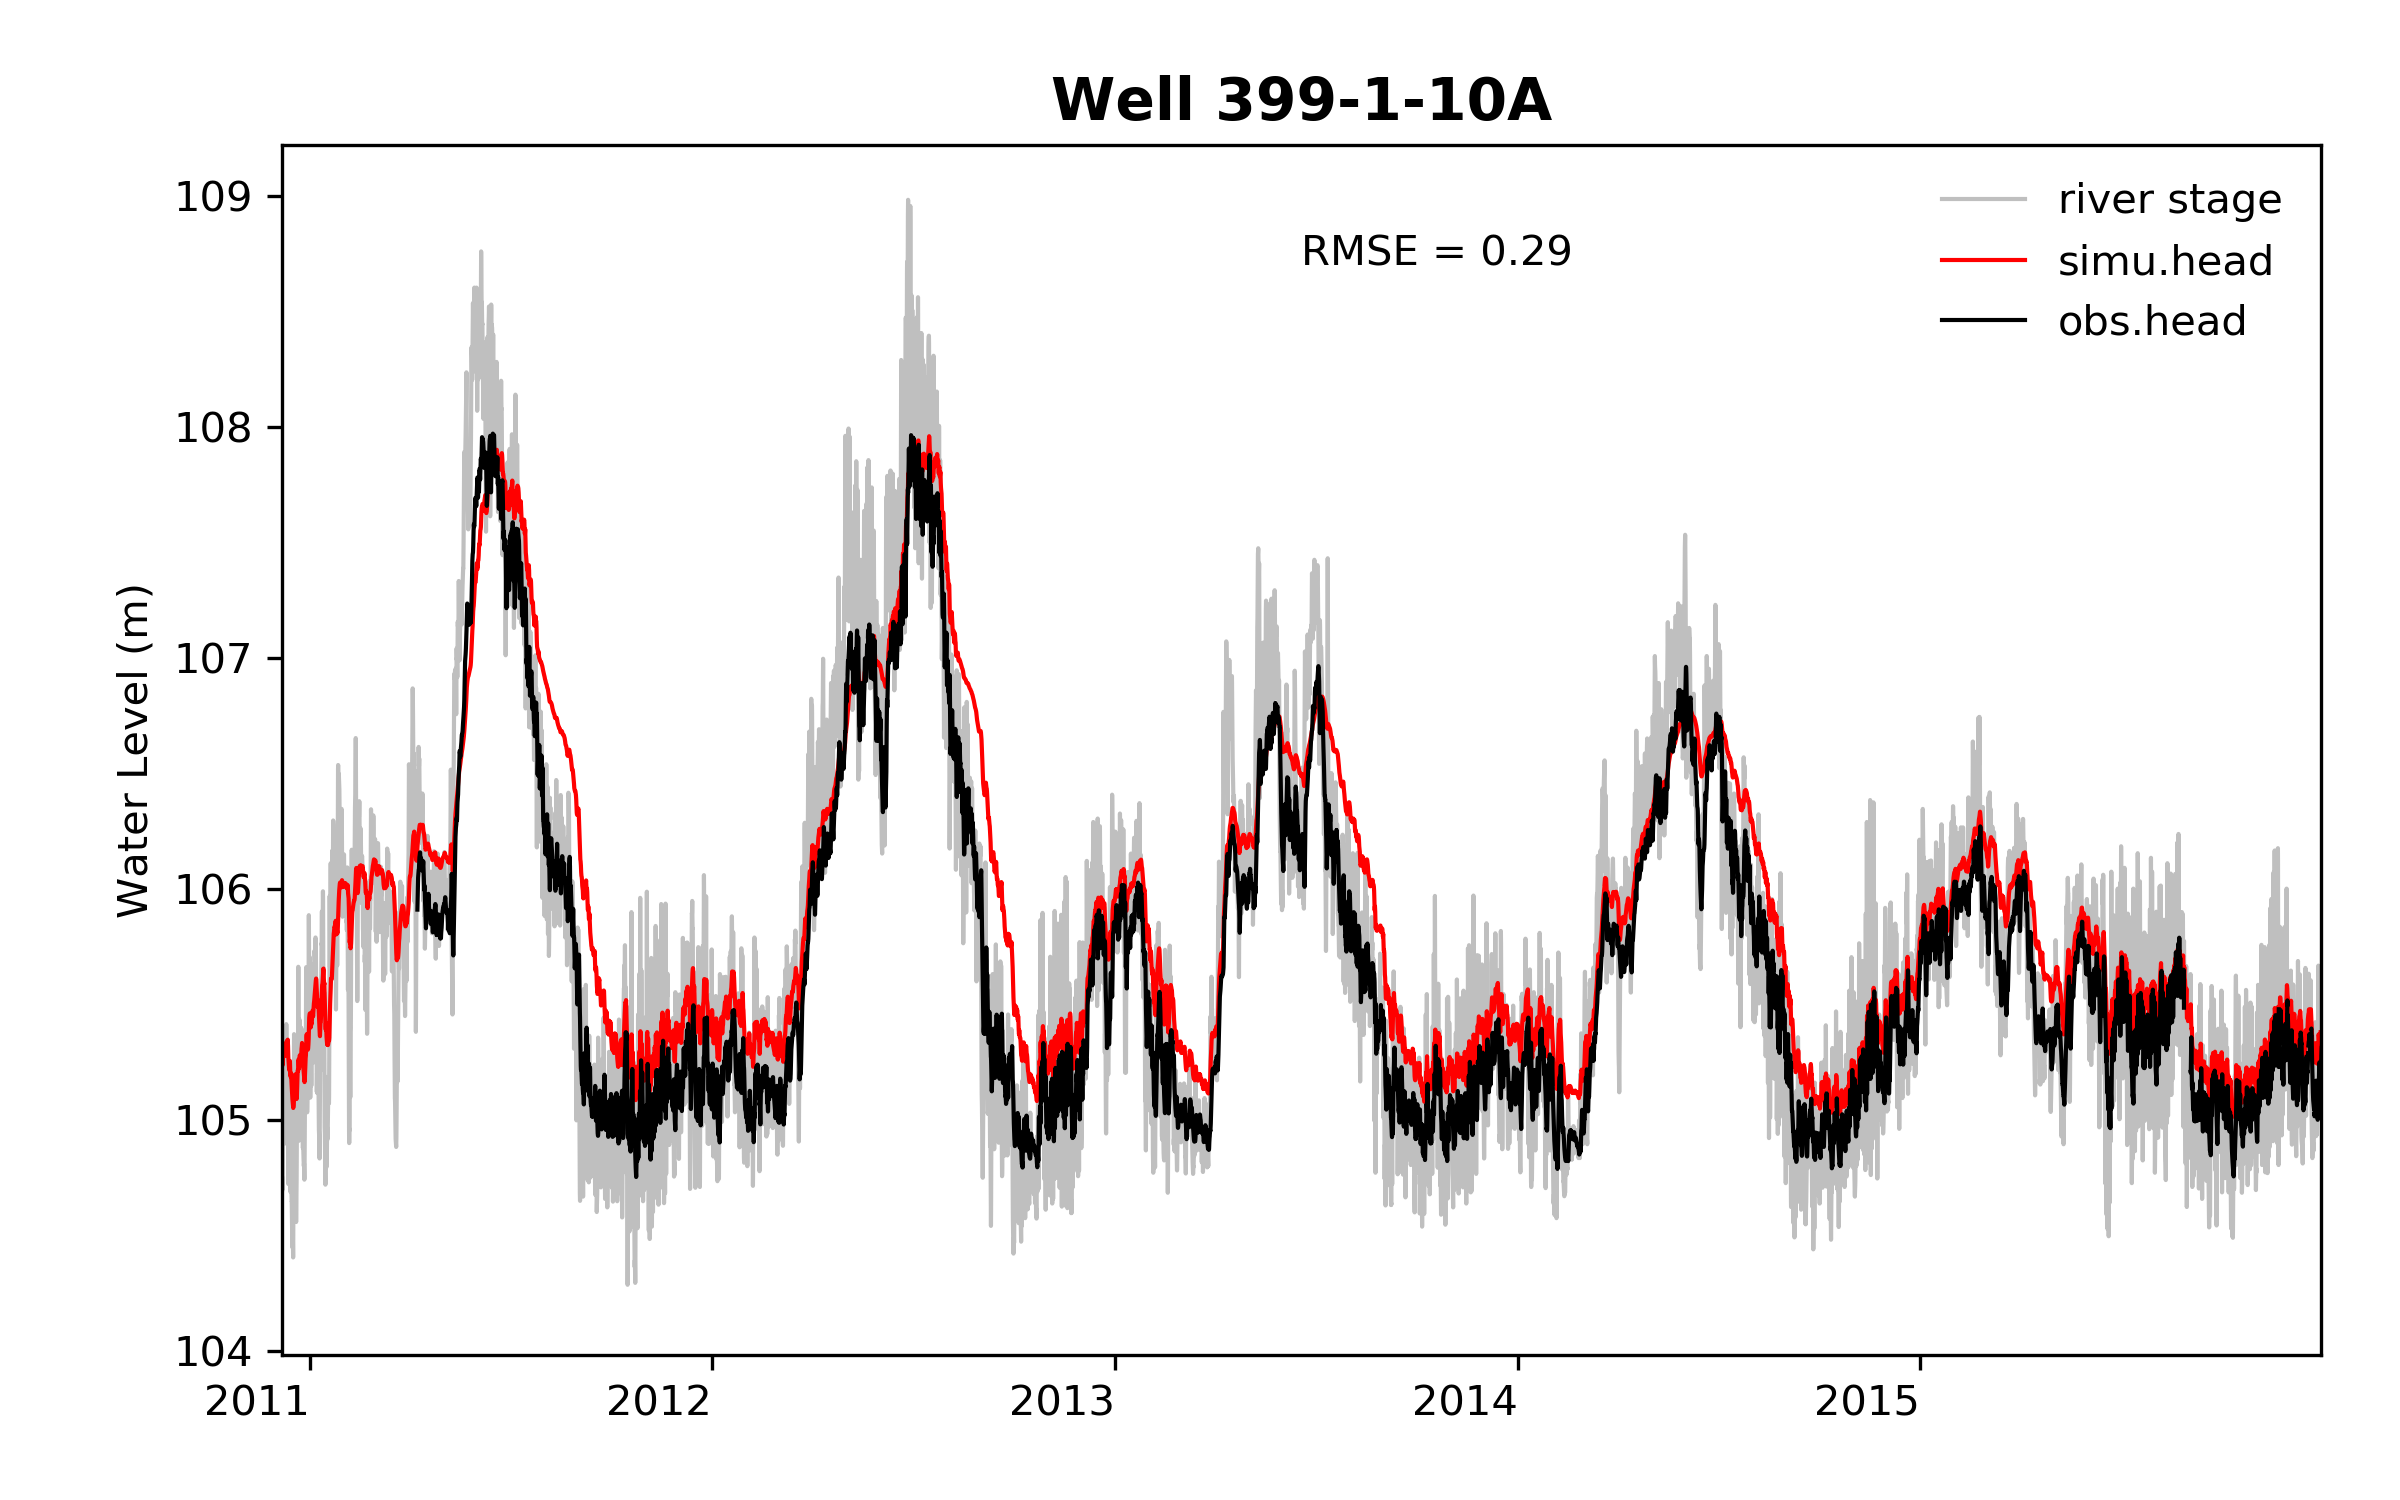 Well 399-1-10A
109
108
107
106
105
104
Water Level (m)
RMSE = 0.29
river stage
simu.head
obs.head
2011
2012
2013
2014
2015